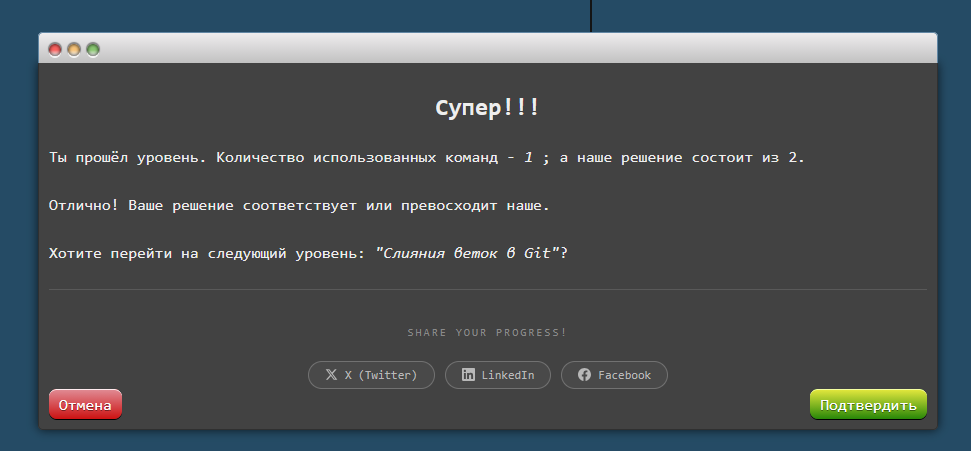 Супер!!!
Ты прошёл уровень. Количество использованных команд - 1 ; а наше решение состоит из 2.
Отлично! Ваше решение соответствует или превосходит наше.
Хотите перейти на следующий уровень: "Слияния веток в Git"?
SHARE YOUR PROGRESS!
X (Twitter)
LinkedIn
Facebook
Отмена
Подтвердить